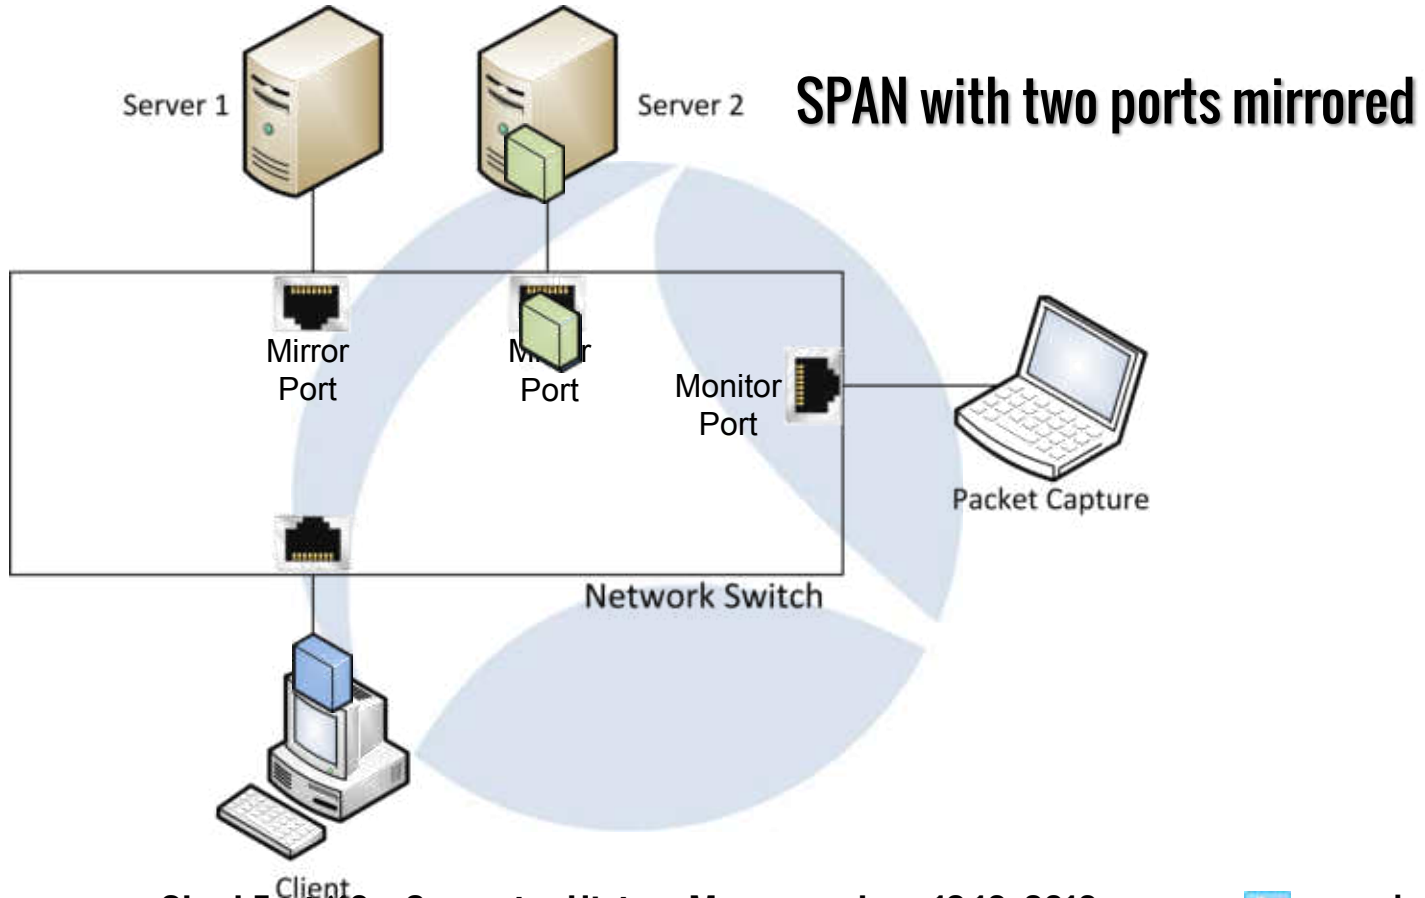 SPAN with two ports mirrored
Server 1
Server 2
Mirror
Port
Port
Monitor
Port
Packet Capture
Network Switch
Client